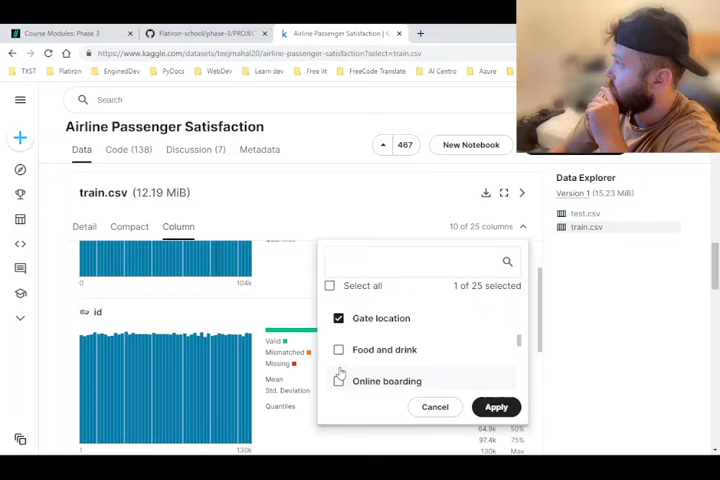 Course Modules: Phase 3
Flatiron-school/phase-3/PROJEC
Airline Passenger Satisfaction
https://www.kaggle.com/datasets/teejmahal20/airline-passenger-satisfaction?select=train.csv
TXST
Flatiron
EnginedDev
PyDocs
WebDev
Learn dev
Free lit
FreeCode Translate
AI Centro
Azure
Search
Airline Passenger Satisfaction
Data
Code (138)
Discussion (7)
Metadata
467
New Notebook
train.csv (12.19 MiB)
Detail
Compact
Column
10 of 25 columns
Data Explorer
Version 1 (15.23 MiB)
test.csv
train.csv
0
104k
id
Valid
Mismatched
Missing
Mean
Std. Deviation
Quantiles
1
130k
Select all
1 of 25 selected
Gate location
Food and drink
Online boarding
Cancel
Apply
64.9k 50%
97.4k 75%
130k Max